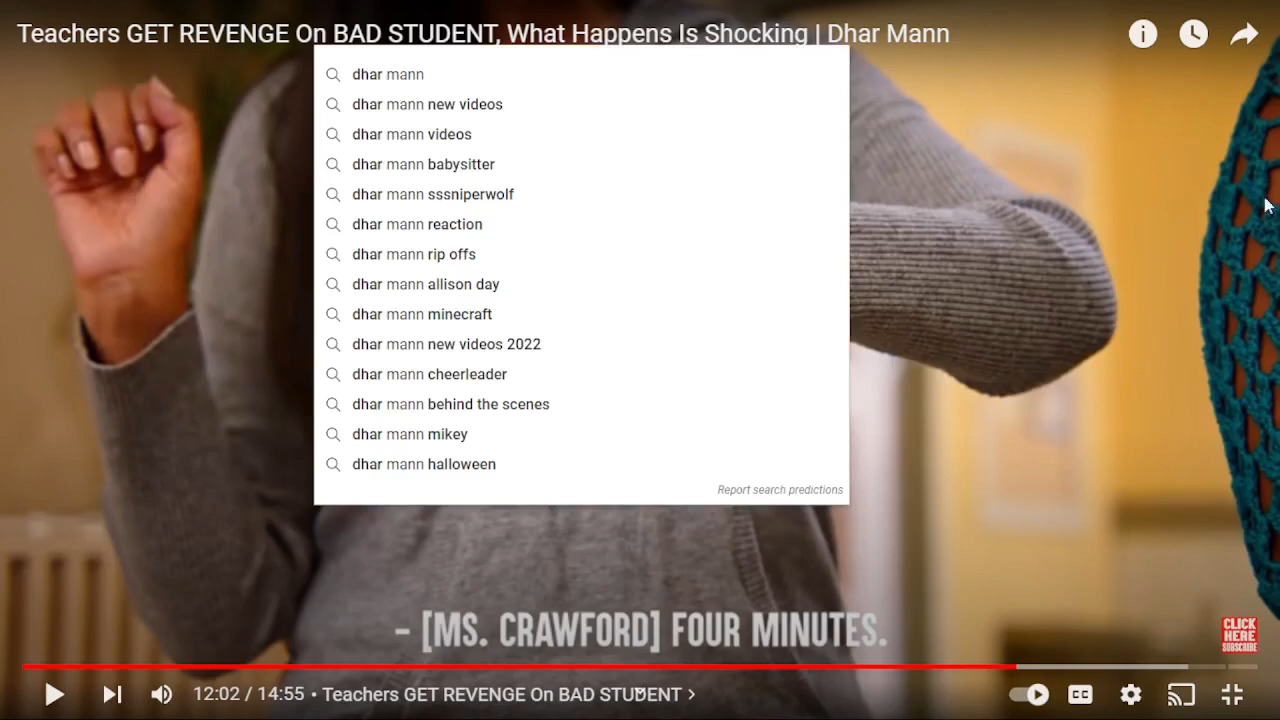 Teachers GET REVENGE On BAD STUDENT, What Happens Is Shocking | Dhar Mann
dhar mann
dhar mann new videos
dhar mann videos
dhar mann babysitter
dhar mann sssniperwolf
dhar mann reaction
dhar mann rip offs
dhar mann allison day
dhar mann minecraft
dhar mann new videos 2022
dhar mann cheerleader
dhar mann behind the scenes
dhar mann mikey
dhar mann halloween
Report search predictions
– [MS. CRAWFORD] FOUR MINUTES.
CLICK
HERE
SUBSCRIBE
12:02 / 14:55 • Teachers GET REVENGE On BAD STUDENT >
CC